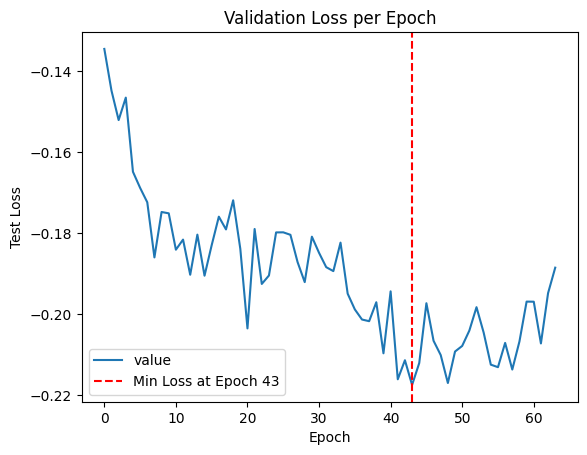 Validation Loss per Epoch
Test Loss
−0.14
−0.16
−0.18
−0.20
−0.22
value
Min Loss at Epoch 43
0 10 20 30 40 50 60
Epoch